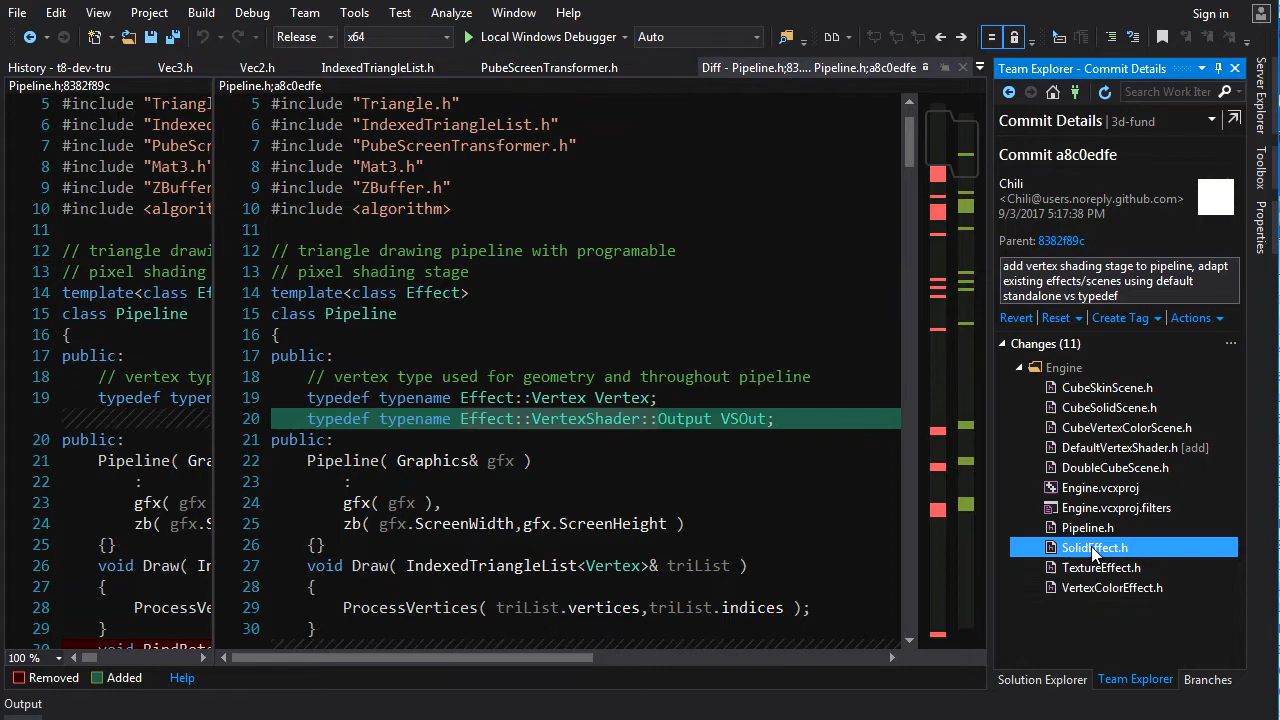 File Edit View Project Build Debug Team Tools Test Analyze Window Help
Sign in
Release x64 Local Windows Debugger Auto
History - t8-dev-tru Vec3.h Vec2.h IndexedTriangleList.h PubeScreenTransformer.h Diff - Pipeline.h;83.... Pipeline.h;a8c0edfe
Pipeline.h;8382f89c
5 #include "Triangl
6 #include "Indexed
7 #include "PubeScr
8 #include "Mat3.h"
9 #include "ZBuffer
10 #include <algorit
11
12 // triangle drawi
13 // pixel shading
14 template<class Ef
15 class Pipeline
16 {
17 public:
18 // vertex typ
19 typedef typen
20 public:
21 Pipeline( Gra
22 :
23 gfx( gfx
24 zb( gfx.S
25 {}
26 void Draw( In
27 {
28 ProcessVe
29 }
30 void BindRota
Pipeline.h;a8c0edfe
5 #include "Triangle.h"
6 #include "IndexedTriangleList.h"
7 #include "PubeScreenTransformer.h"
8 #include "Mat3.h"
9 #include "ZBuffer.h"
10 #include <algorithm>
11
12 // triangle drawing pipeline with programable
13 // pixel shading stage
14 template<class Effect>
15 class Pipeline
16 {
17 public:
18 // vertex type used for geometry and throughout pipeline
19 typedef typename Effect::Vertex Vertex;
20 typedef typename Effect::VertexShader::Output VSOut;
21 public:
22 Pipeline( Graphics& gfx )
23 :
24 gfx( gfx ),
25 zb( gfx.ScreenWidth,gfx.ScreenHeight )
26 {}
27 void Draw( IndexedTriangleList<Vertex>& triList )
28 {
29 ProcessVertices( triList.vertices,triList.indices );
30 }
100 %
Removed Added Help
Output
Team Explorer - Commit Details
Search Work Iter
Commit Details | 3d-fund
Commit a8c0edfe
Chili
<Chili@users.noreply.github.com>
9/3/2017 5:17:38 PM
Parent: 8382f89c
add vertex shading stage to pipeline, adapt
existing effects/scenes using default
standalone vs typedef
Revert Reset Create Tag Actions
Changes (11)
Engine
CubeSkinScene.h
CubeSolidScene.h
CubeVertexColorScene.h
DefaultVertexShader.h [add]
DoubleCubeScene.h
Engine.vcxproj
Engine.vcxproj.filters
Pipeline.h
SolidEffect.h
TextureEffect.h
VertexColorEffect.h
Solution Explorer Team Explorer Branches
Server Explorer
Toolbox
Properties